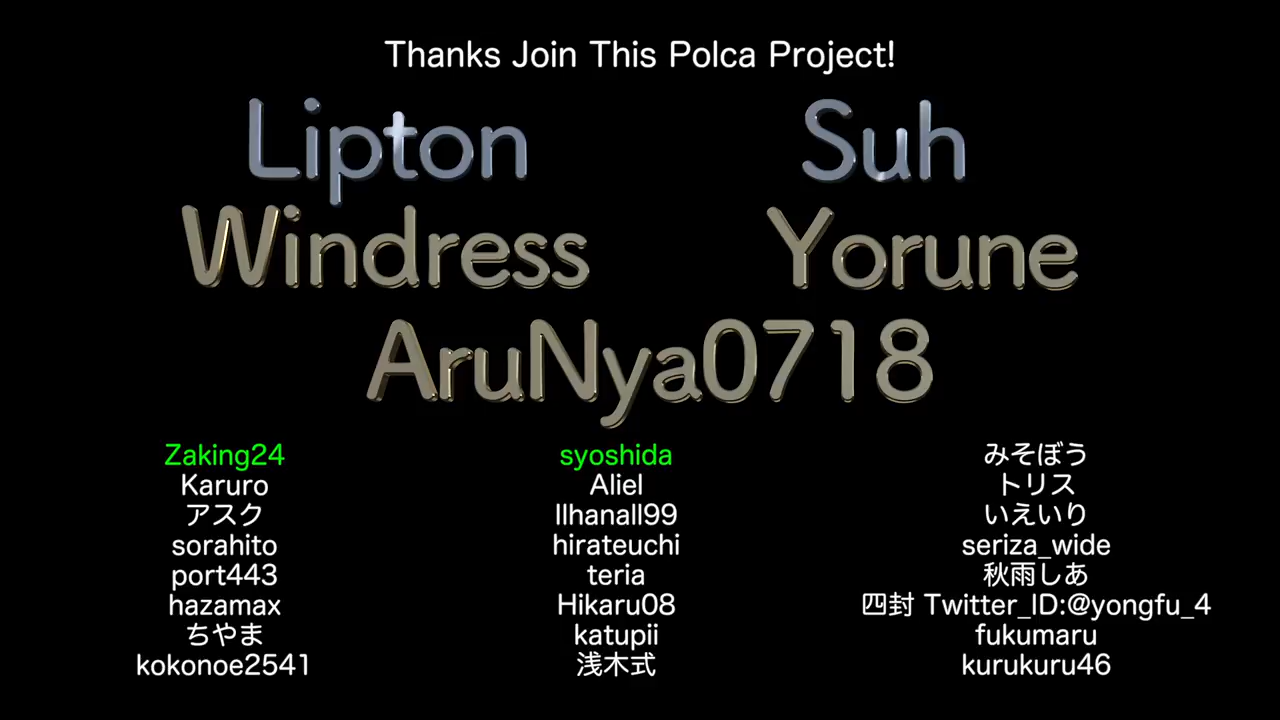 Thanks Join This Polca Project!
Lipton Suh
Windress Yorune
AruNya0718
Zaking24 syoshida みそぼう
Karuro Aliel トリス
アスク llhanall99 いえいり
sorahito hirateuchi seriza_wide
port443 teria 秋雨しあ
hazamax Hikaru08 四封 Twitter_ID:@yongfu_4
ちやま katupii fukumaru
kokonoe2541 浅木式 kurukuru46